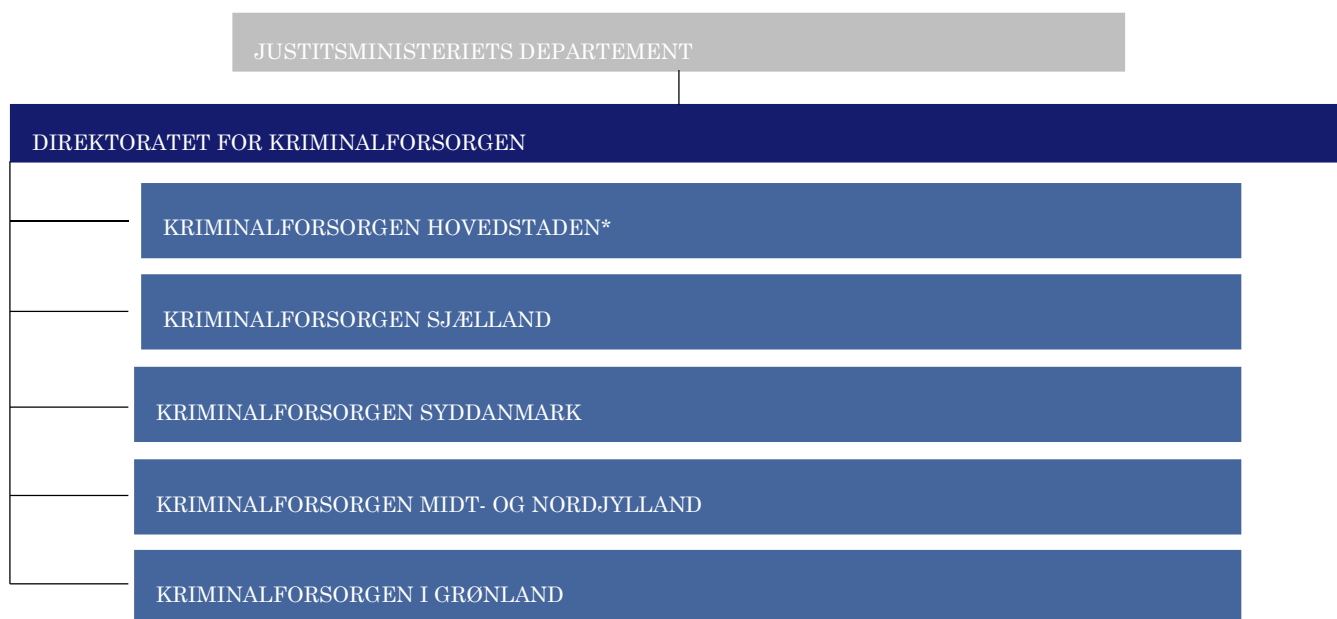 JUSTITSMINISTERIETS DEPARTEMENT
DIREKTORATET FOR KRIMINALFORSORGEN
KRIMINALFORSORGEN HOVEDSTADEN*
KRIMINALFORSORGEN SJÆLLAND
KRIMINALFORSORGEN SYDDANMARK
KRIMINALFORSORGEN MIDT- OG NORDJYLLAND
KRIMINALFORSORGEN I GRØNLAND